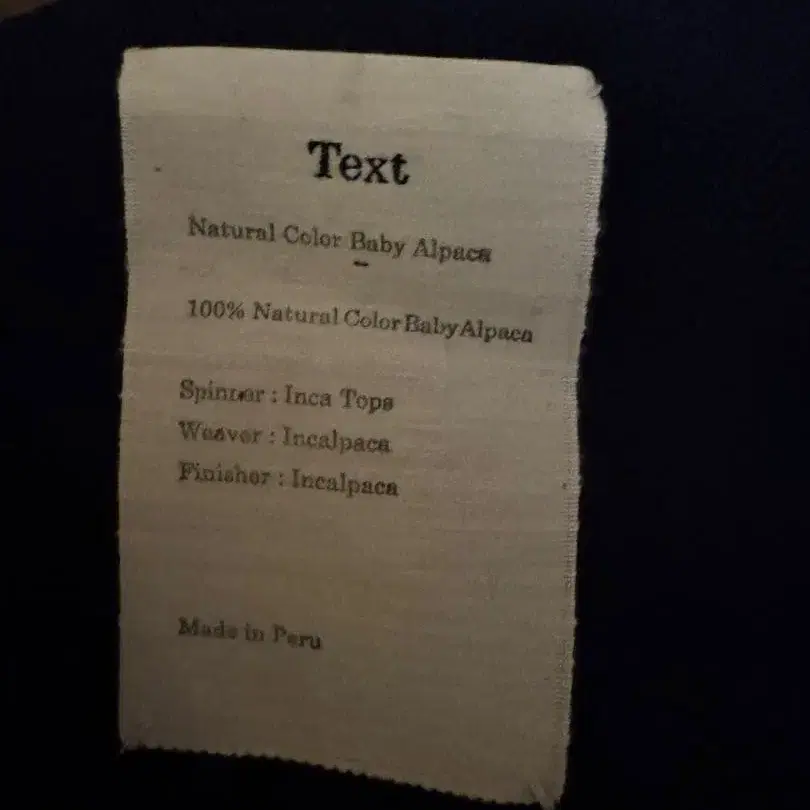 Text
Natural Color Baby Alpaca
-
100% Natural Color Baby Alpaca
Spinner : Inca Tops
Weaver : Incalpaca
Finisher : Incalpaca
Made in Peru